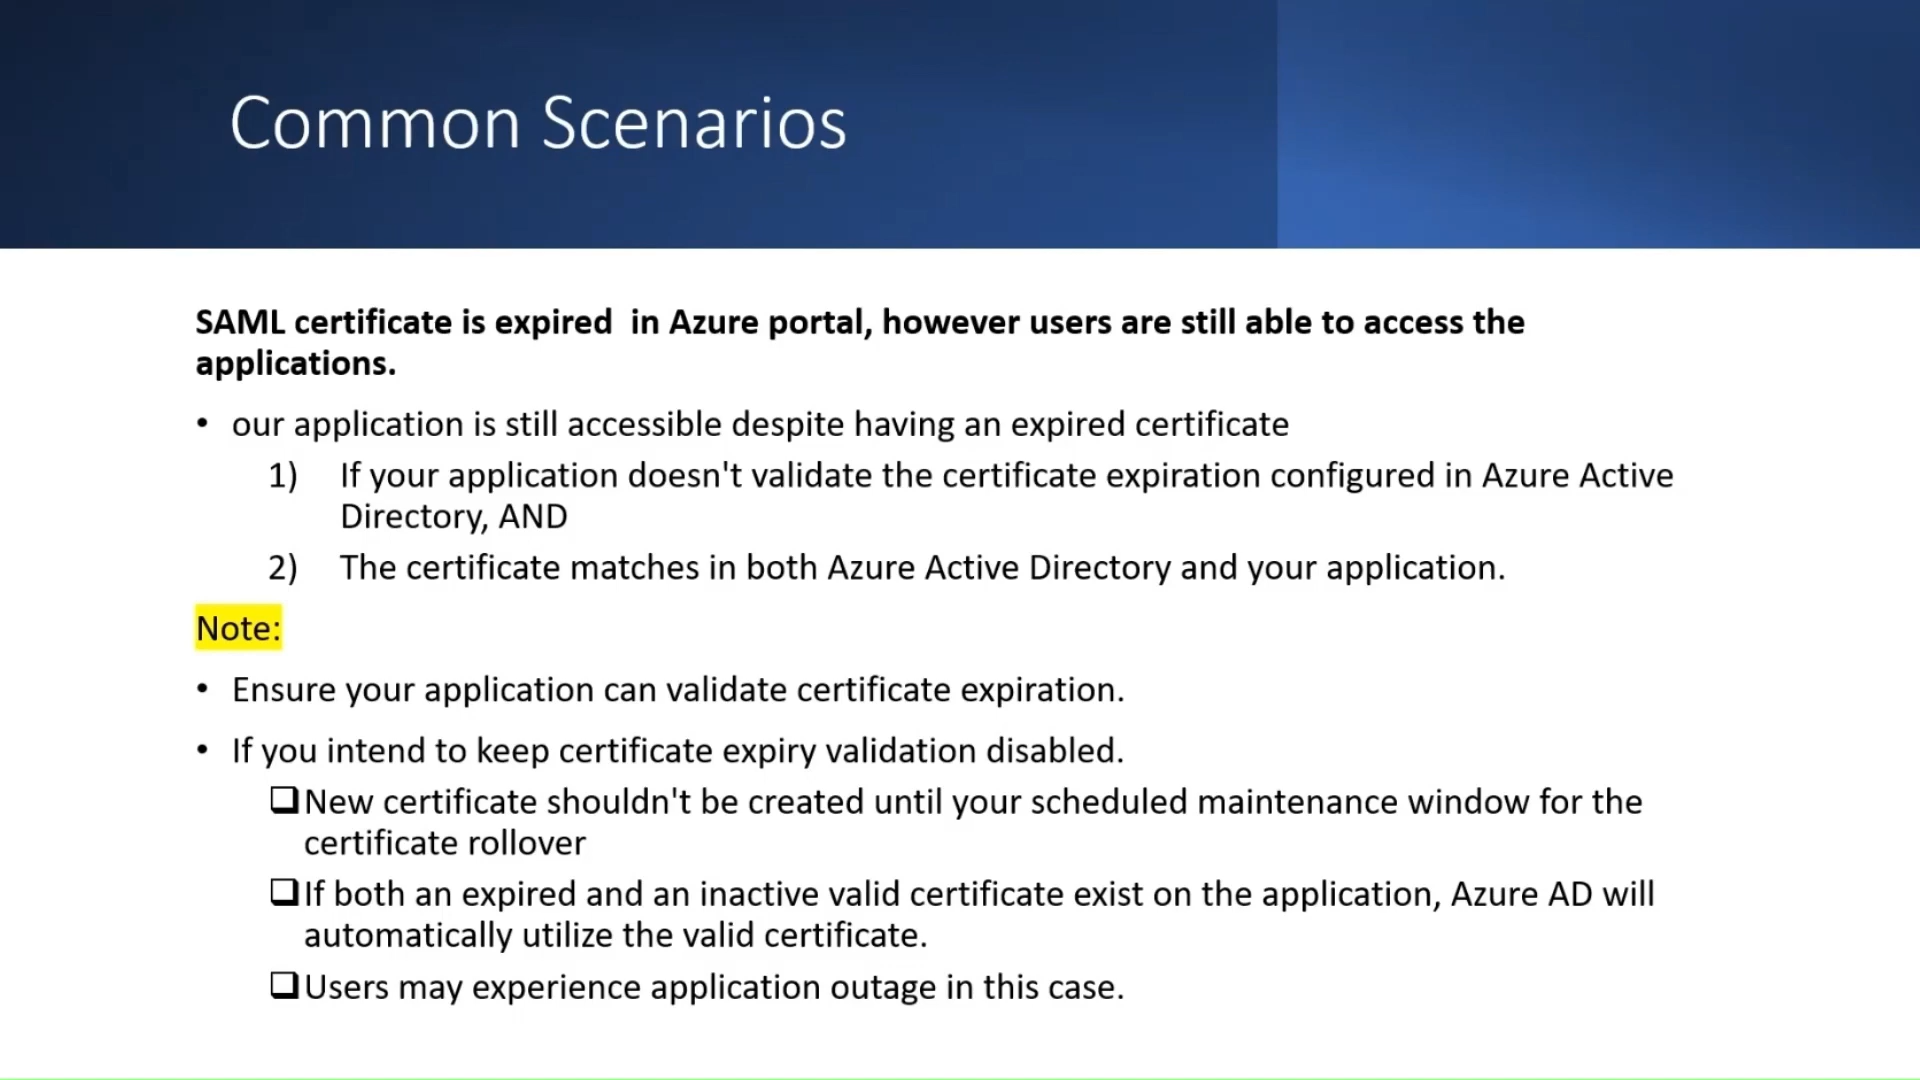 Common Scenarios
SAML certificate is expired  in Azure portal, however users are still able to access the
applications.
• our application is still accessible despite having an expired certificate
1) If your application doesn't validate the certificate expiration configured in Azure Active
Directory, AND
2) The certificate matches in both Azure Active Directory and your application.
Note:
• Ensure your application can validate certificate expiration.
• If you intend to keep certificate expiry validation disabled.
❑New certificate shouldn't be created until your scheduled maintenance window for the
certificate rollover
❑If both an expired and an inactive valid certificate exist on the application, Azure AD will
automatically utilize the valid certificate.
❑Users may experience application outage in this case.